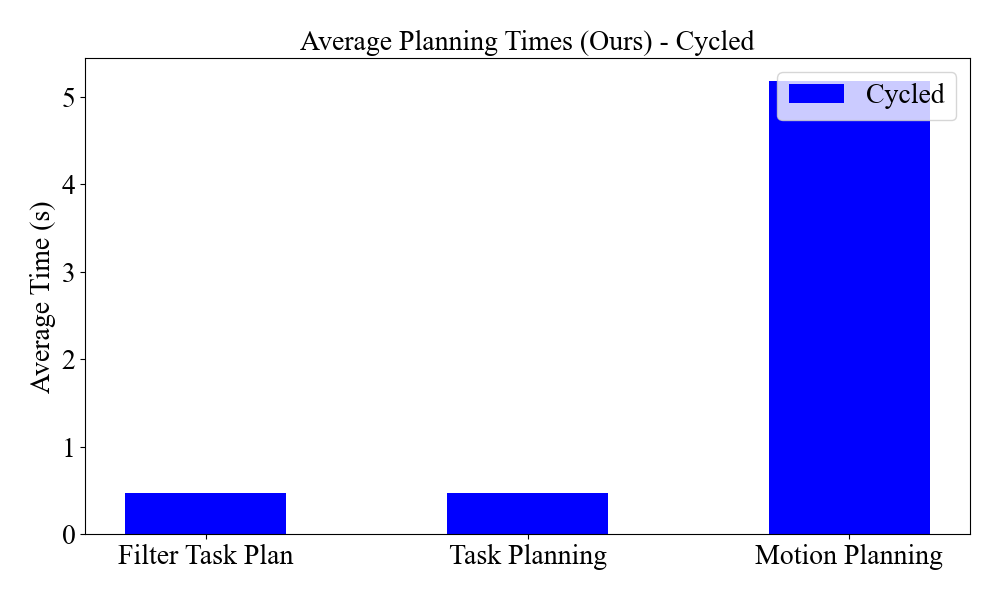 Average Planning Times (Ours) - Cycled
Cycled
Average Time (s)
5
4
3
2
1
0
Filter Task Plan
Task Planning
Motion Planning